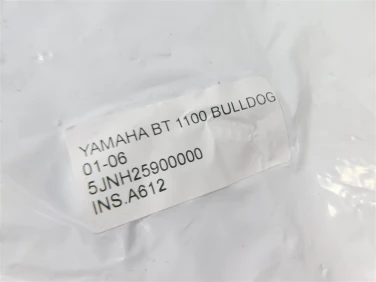 YAMAHA BT 1100 BULLDOG
01-06
5JNH25900000
INS.A612